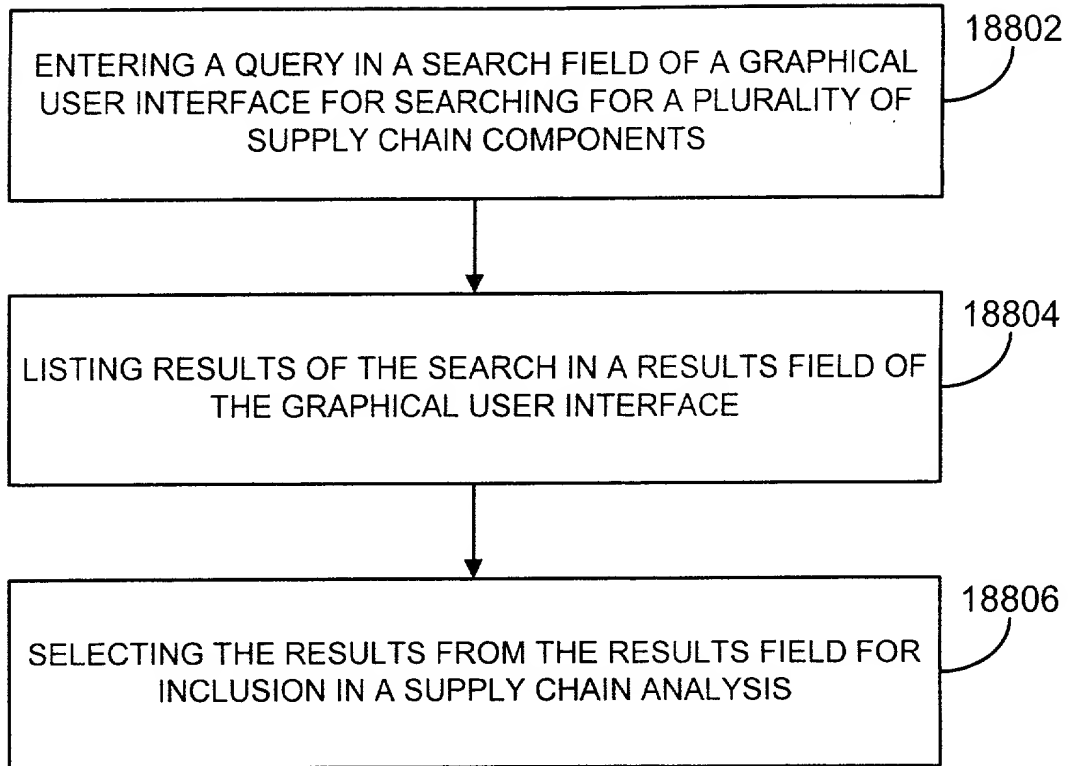 18802
ENTERING A QUERY IN A SEARCH FIELD OF A GRAPHICAL
USER INTERFACE FOR SEARCHING FOR A PLURALITY OF
SUPPLY CHAIN COMPONENTS
18804
LISTING RESULTS OF THE SEARCH IN A RESULTS FIELD OF
THE GRAPHICAL USER INTERFACE
18806
SELECTING THE RESULTS FROM THE RESULTS FIELD FOR
INCLUSION IN A SUPPLY CHAIN ANALYSIS